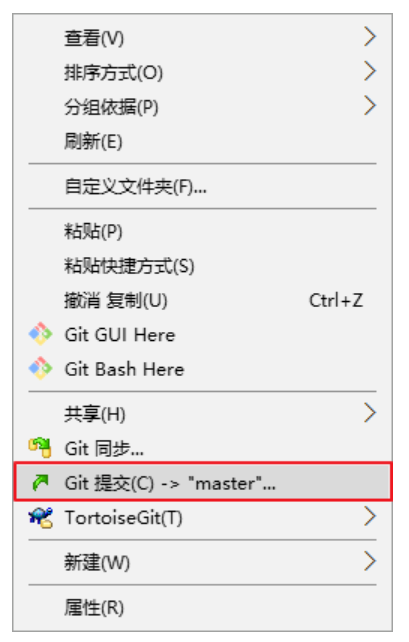 查看(V)
排序方式(O)
分组依据(P)
刷新(E)
自定义文件夹(F)...
粘贴(P)
粘贴快捷方式(S)
撤消 复制(U) Ctrl+Z
Git GUI Here
Git Bash Here
共享(H)
Git 同步...
Git 提交(C) -> "master"...
TortoiseGit(T)
新建(W)
属性(R)